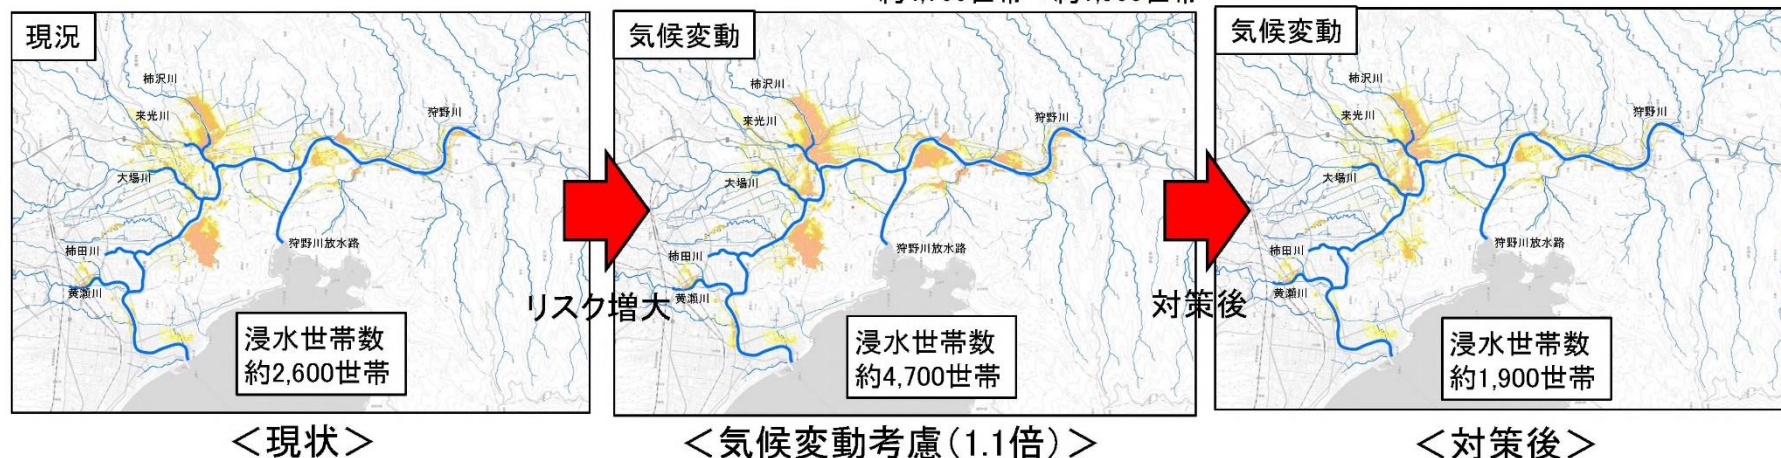 現況
柿沢川
来光川
狩野川
大場川
狩野川放水路
柿田川
黄瀬川
浸水世帯数
約2,600世帯
＜現状＞
リスク増大
気候変動
柿沢川
来光川
狩野川
大場川
狩野川放水路
柿田川
黄瀬川
浸水世帯数
約4,700世帯
＜気候変動考慮(1.1倍)＞
対策後
気候変動
柿沢川
来光川
狩野川
大場川
狩野川放水路
柿田川
黄瀬川
浸水世帯数
約1,900世帯
＜対策後＞